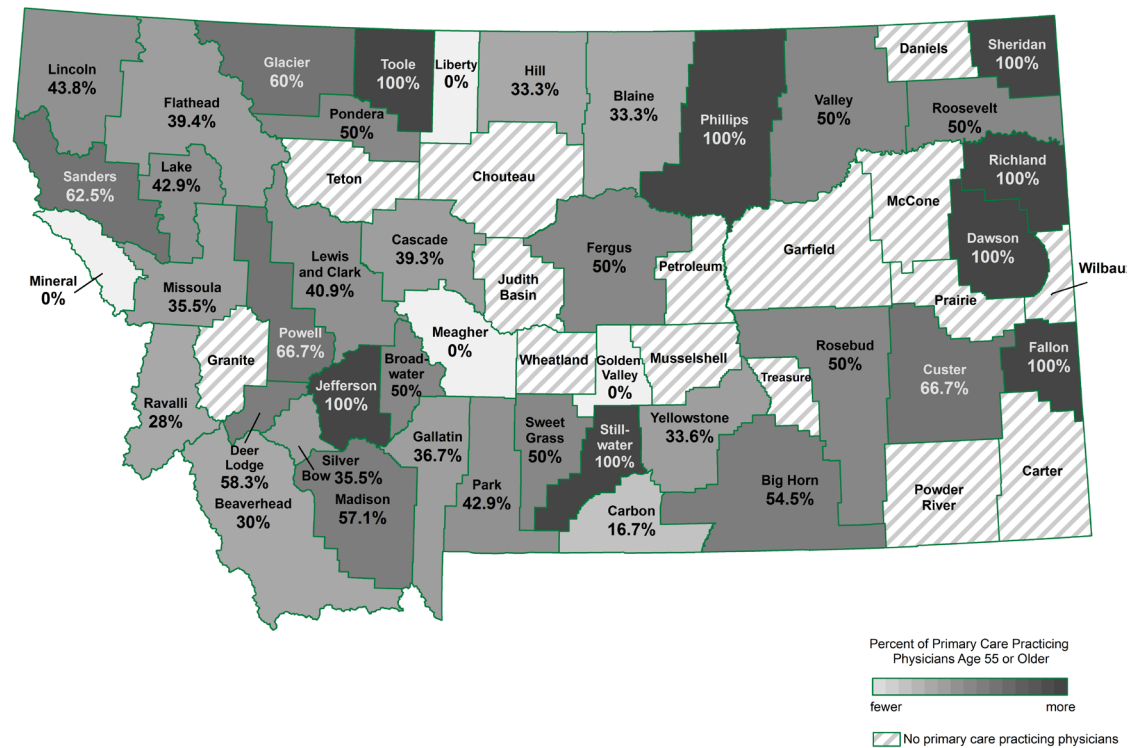 Lincoln
43.8%
Flathead
39.4%
Glacier
60%
Toole
100%
Liberty
0%
Hill
33.3%
Blaine
33.3%
Phillips
100%
Valley
50%
Daniels
Sheridan
100%
Roosevelt
50%
Pondera
50%
Sanders
62.5%
Lake
42.9%
Teton
Chouteau
Richland
100%
McCone
Dawson
100%
Garfield
Petroleum
Fergus
50%
Judith
Basin
Cascade
39.3%
Lewis
and Clark
40.9%
Mineral
0%
Missoula
35.5%
Wilbau
Prairie
Powell
66.7%
Granite
Meagher
0%
Wheatland
Golden
Valley
0%
Musselshell
Treasure
Rosebud
50%
Custer
66.7%
Fallon
100%
Jefferson
100%
Broad-
water
50%
Ravalli
28%
Deer
Lodge
58.3%
Silver
Bow 35.5%
Beaverhead
30%
Madison
57.1%
Gallatin
36.7%
Park
42.9%
Sweet
Grass
50%
Still-
water
100%
Yellowstone
33.6%
Carbon
16.7%
Big Horn
54.5%
Powder
River
Carter
Percent of Primary Care Practicing
Physicians Age 55 or Older
fewer more
No primary care practicing physicians